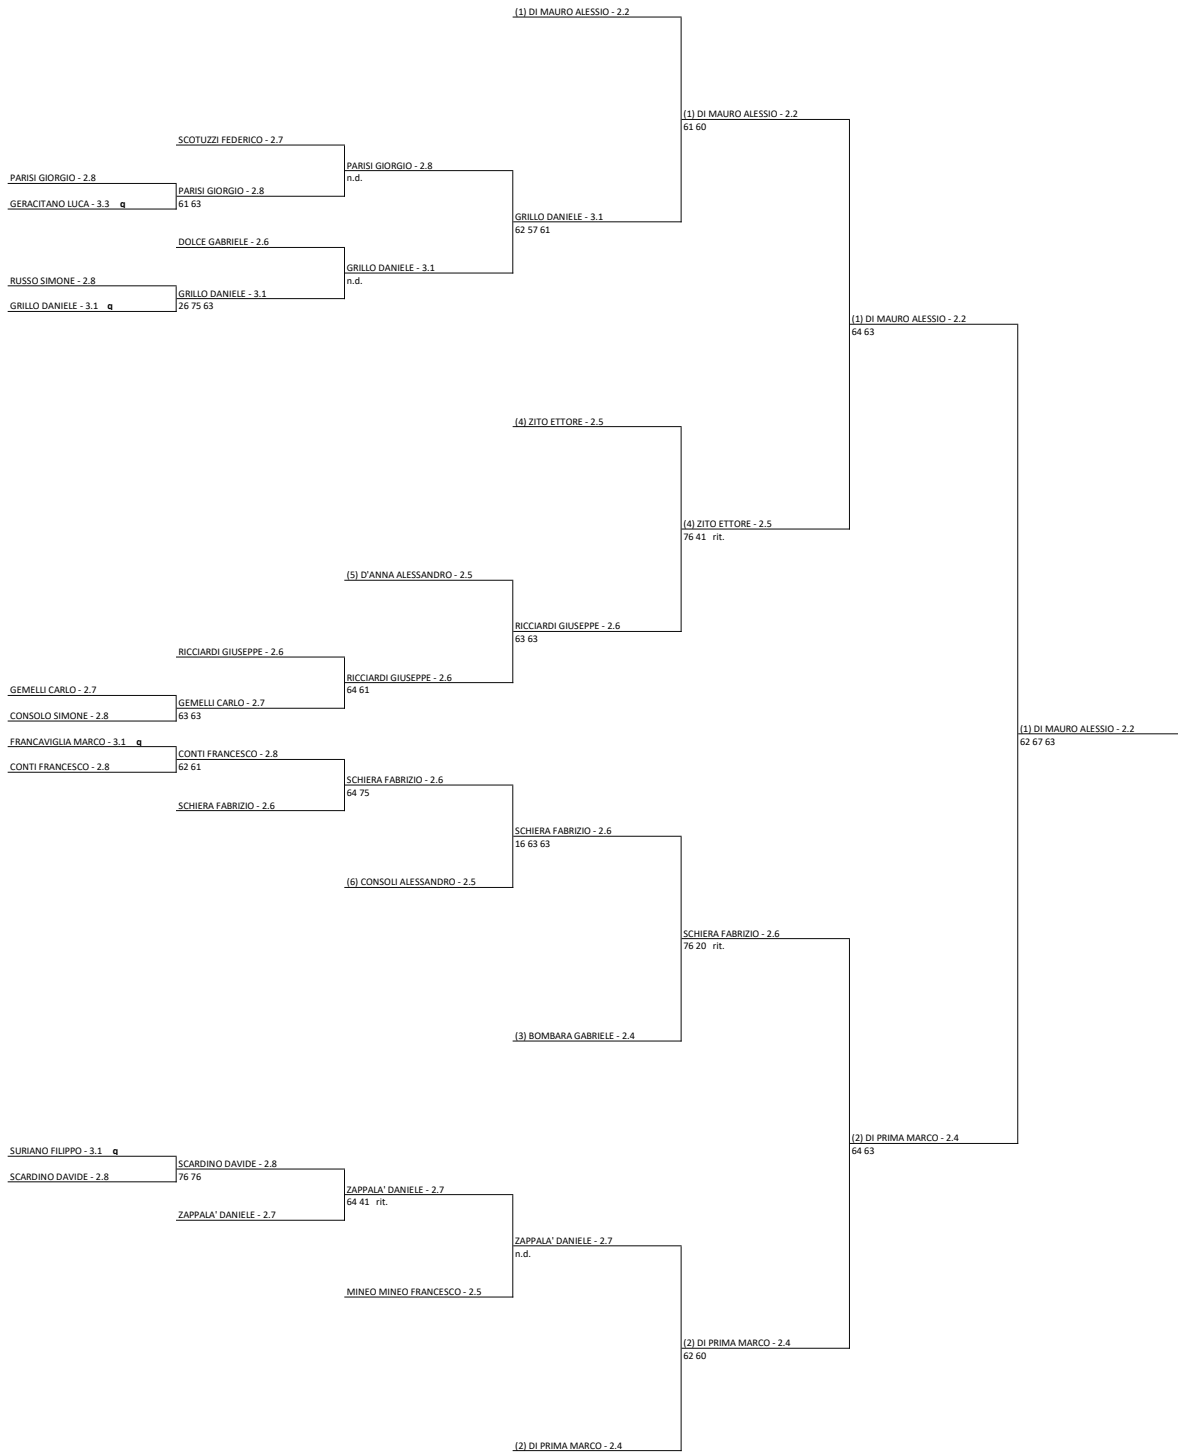 (1) DI MAURO ALESSIO - 2.2
(1) DI MAURO ALESSIO - 2.2
61 60
SCOTUZZI FEDERICO - 2.7
PARISI GIORGIO - 2.8
n.d.
PARISI GIORGIO - 2.8
PARISI GIORGIO - 2.8
61 63
GERACITANO LUCA - 3.3 q
GRILLO DANIELE - 3.1
62 57 61
DOLCE GABRIELE - 2.6
GRILLO DANIELE - 3.1
n.d.
RUSSO SIMONE - 2.8
GRILLO DANIELE - 3.1
26 75 63
GRILLO DANIELE - 3.1 q
(1) DI MAURO ALESSIO - 2.2
64 63
(4) ZITO ETTORE - 2.5
(4) ZITO ETTORE - 2.5
76 41 rit.
(5) D'ANNA ALESSANDRO - 2.5
RICCIARDI GIUSEPPE - 2.6
63 63
RICCIARDI GIUSEPPE - 2.6
RICCIARDI GIUSEPPE - 2.6
64 61
GEMELLI CARLO - 2.7
GEMELLI CARLO - 2.7
63 63
CONSOLO SIMONE - 2.8
(1) DI MAURO ALESSIO - 2.2
62 67 63
FRANCAVIGLIA MARCO - 3.1 q
CONTI FRANCESCO - 2.8
62 61
CONTI FRANCESCO - 2.8
SCHIERA FABRIZIO - 2.6
64 75
SCHIERA FABRIZIO - 2.6
SCHIERA FABRIZIO - 2.6
16 63 63
(6) CONSOLI ALESSANDRO - 2.5
SCHIERA FABRIZIO - 2.6
76 20 rit.
(3) BOMBARA GABRIELE - 2.4
(2) DI PRIMA MARCO - 2.4
64 63
SURIANO FILIPPO - 3.1 q
SCARDINO DAVIDE - 2.8
76 76
SCARDINO DAVIDE - 2.8
ZAPPALA' DANIELE - 2.7
64 41 rit.
ZAPPALA' DANIELE - 2.7
ZAPPALA' DANIELE - 2.7
n.d.
MINEO MINEO FRANCESCO - 2.5
(2) DI PRIMA MARCO - 2.4
62 60
(2) DI PRIMA MARCO - 2.4